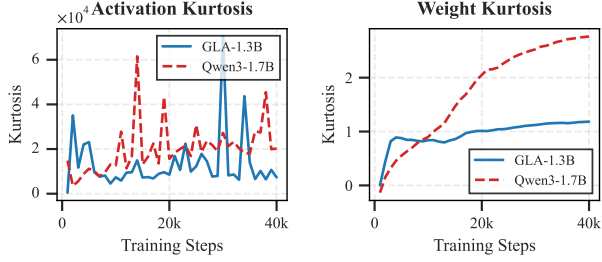 Activation Kurtosis
×10⁴
Kurtosis
6
4
2
0
0
20k
40k
Training Steps
GLA-1.3B
Qwen3-1.7B
Weight Kurtosis
Kurtosis
2
1
0
0
20k
40k
Training Steps
GLA-1.3B
Qwen3-1.7B